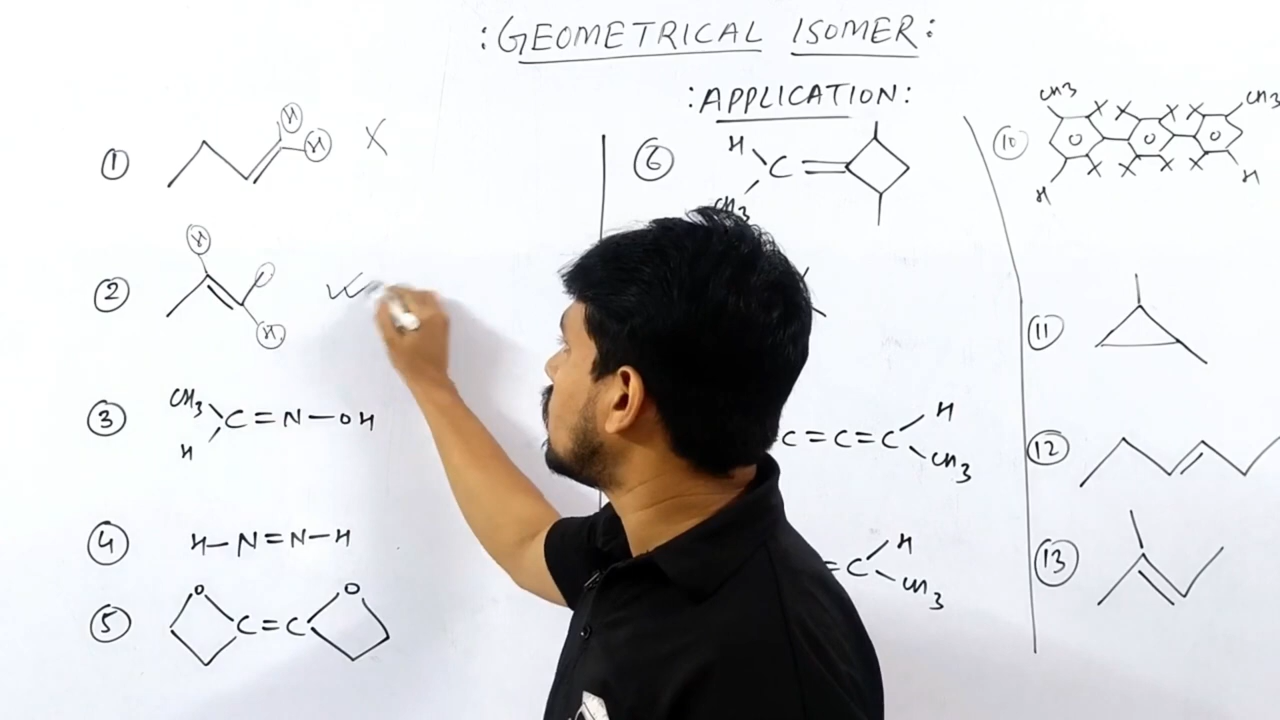 :GEOMETRICAL ISOMER:
:APPLICATION:
① H H X
② H H
③ CH3 C=N-OH
H
④ H-N=N-H
⑤ O C=C O
⑥ H C=
CH3
C=C=C H
CH3
=C H
CH3
⑩ CH3 X X X X CH3
O O O
H X X X X H
⑪
⑫
⑬